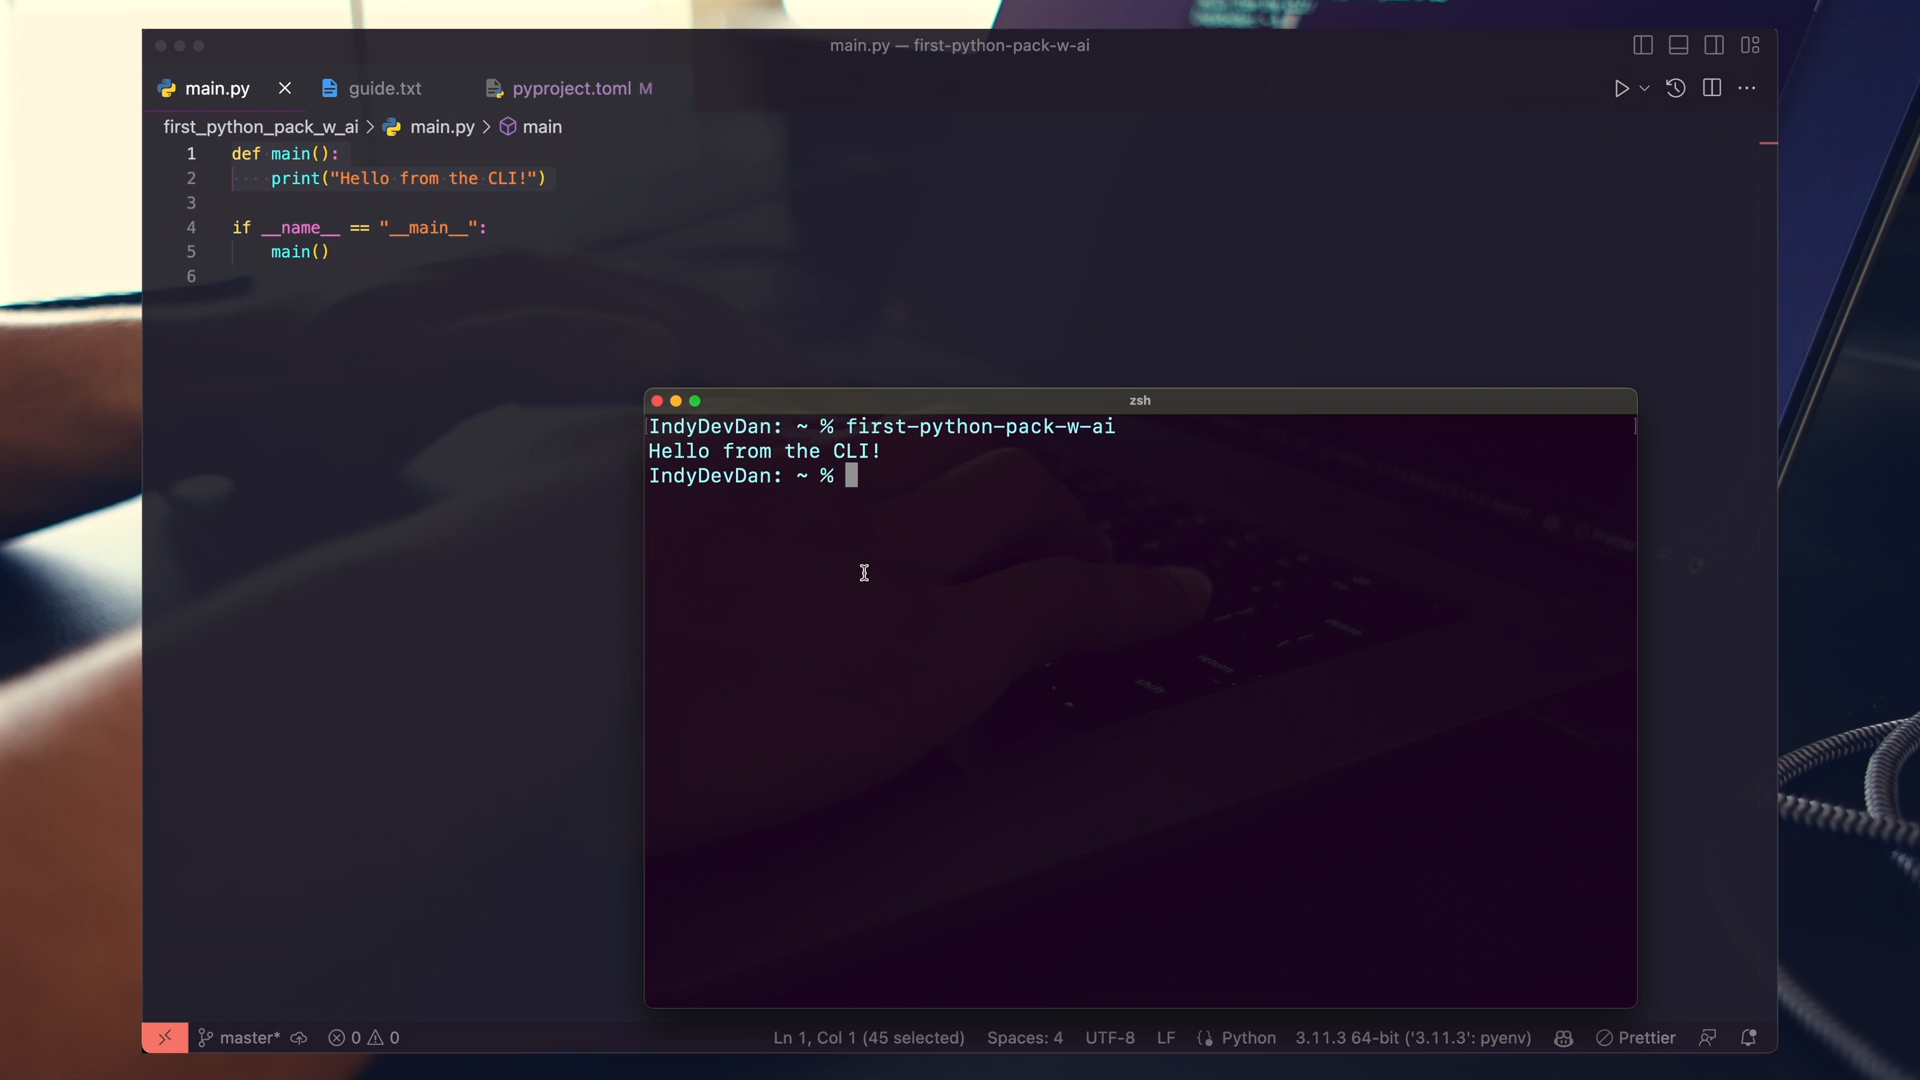 main.py — first-python-pack-w-ai
main.py
guide.txt
pyproject.toml M
first_python_pack_w_ai > main.py > main
1 def main():
2 print("Hello from the CLI!")
3
4 if __name__ == "__main__":
5 main()
6
zsh
IndyDevDan: ~ % first-python-pack-w-ai
Hello from the CLI!
IndyDevDan: ~ %
shift
return
delete
master* 0 0 Ln 1, Col 1 (45 selected) Spaces: 4 UTF-8 LF Python 3.11.3 64-bit ('3.11.3': pyenv) Prettier